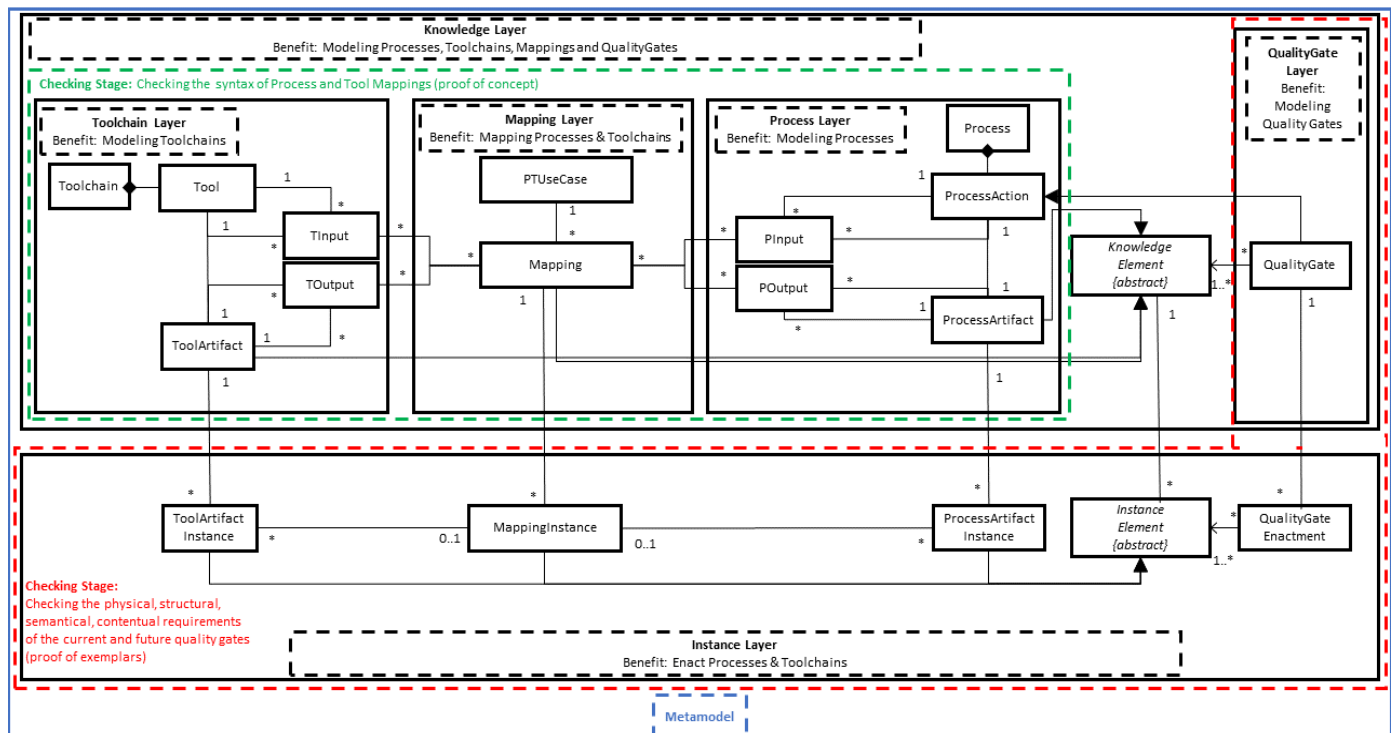 Knowledge Layer
Benefit: Modeling Processes, Toolchains, Mappings and QualityGates
QualityGate
Layer
Benefit:
Modeling
Quality Gates
Checking Stage: Checking the syntax of Process and Tool Mappings (proof of concept)
Toolchain Layer
Benefit: Modeling Toolchains
Mapping Layer
Benefit: Mapping Processes & Toolchains
Process Layer
Benefit: Modeling Processes
Process
Toolchain
Tool
1
*
1
*
TInput
*
TOutput
*
*
1
1
*
ToolArtifact
1
PTUseCase
1
*
*
Mapping
*
1
1
ProcessAction
*
*
PInput
*
1
*
POutput
*
1
*
1
ProcessArtifact
1
Knowledge
Element
{abstract}
1
*
1..*
QualityGate
1
*
ToolArtifact
Instance
*
*
MappingInstance
0..1
0..1
*
ProcessArtifact
Instance
*
*
Instance
Element
{abstract}
*
1..*
*
QualityGate
Enactment
Checking Stage:
Checking the physical, structural,
semantical, contentual requirements
of the current and future quality gates
(proof of exemplars)
Instance Layer
Benefit: Enact Processes & Toolchains
Metamodel